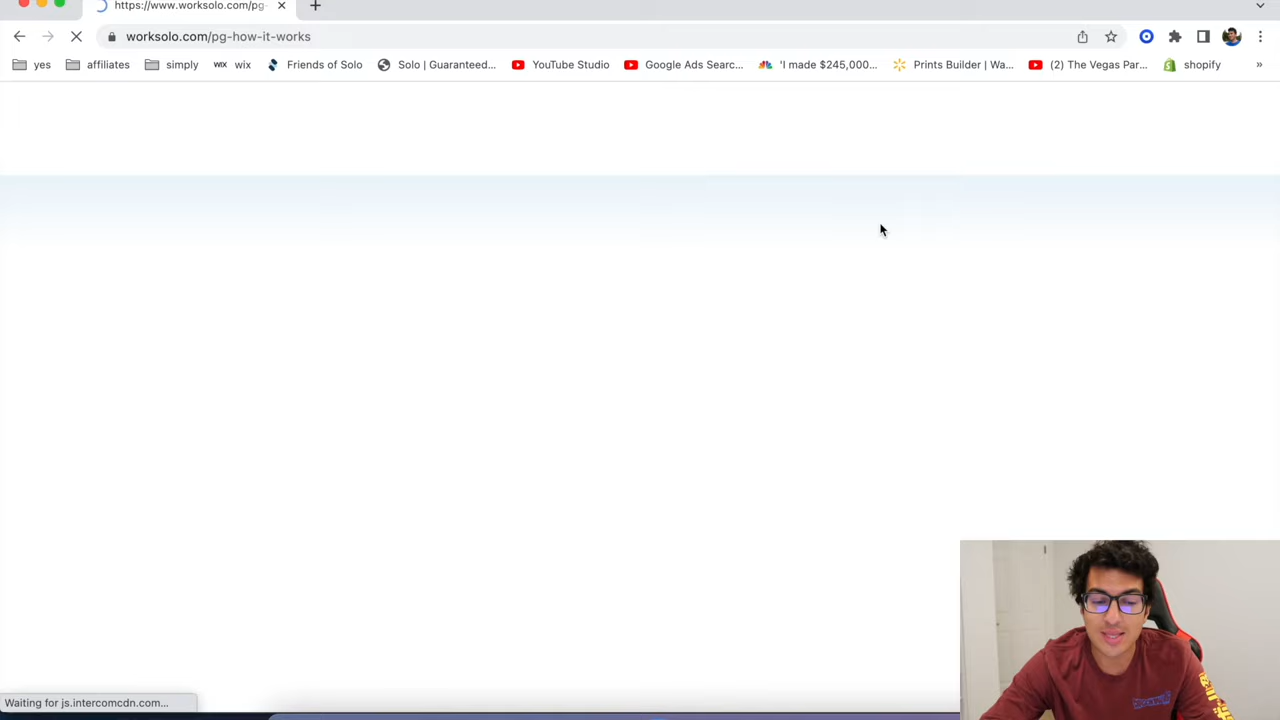 https://www.worksolo.com/pg-
worksolo.com/pg-how-it-works
yes affiliates simply WIX wix Friends of Solo Solo | Guaranteed... YouTube Studio Google Ads Searc... 'I made $245,000... Prints Builder | Wa... (2) The Vegas Par... shopify »
Waiting for js.intercomcdn.com...